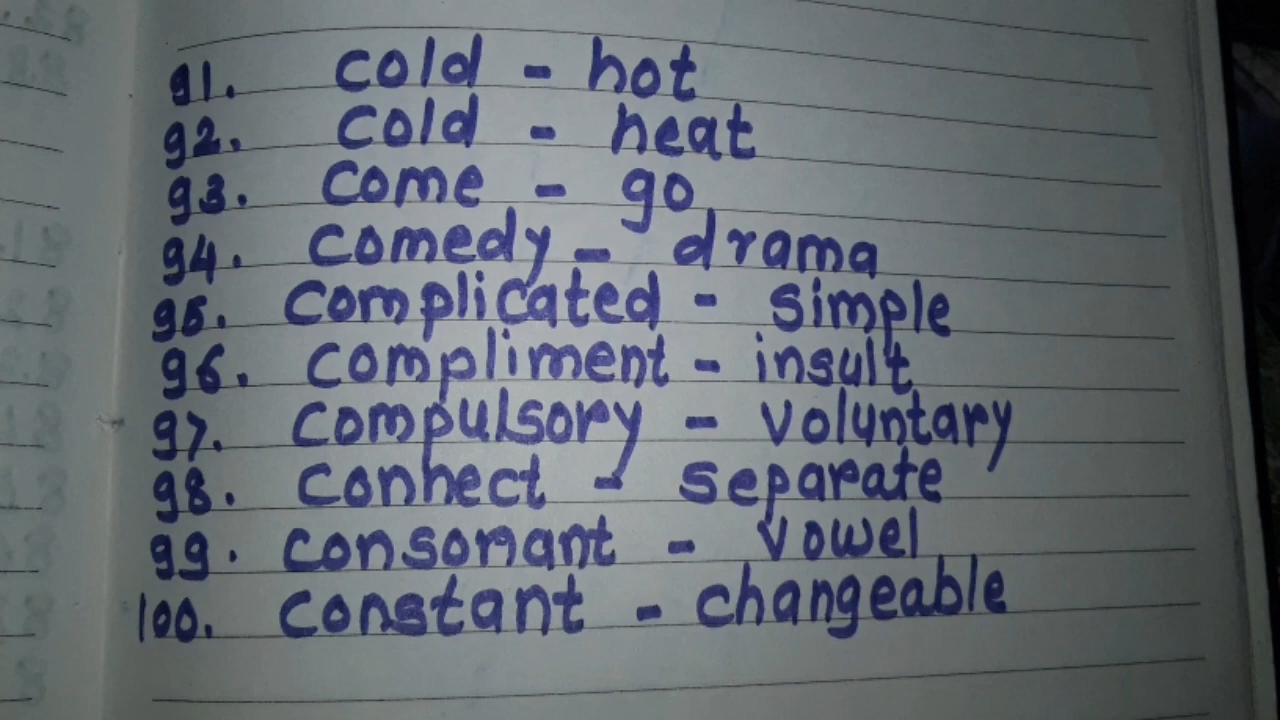 91. cold - hot
92. cold - heat
93. come - go
94. comedy - drama
95. complicated - simple
96. compliment - insult
97. compulsory - voluntary
98. connect - separate
99. consonant - vowel
100. constant - changeable